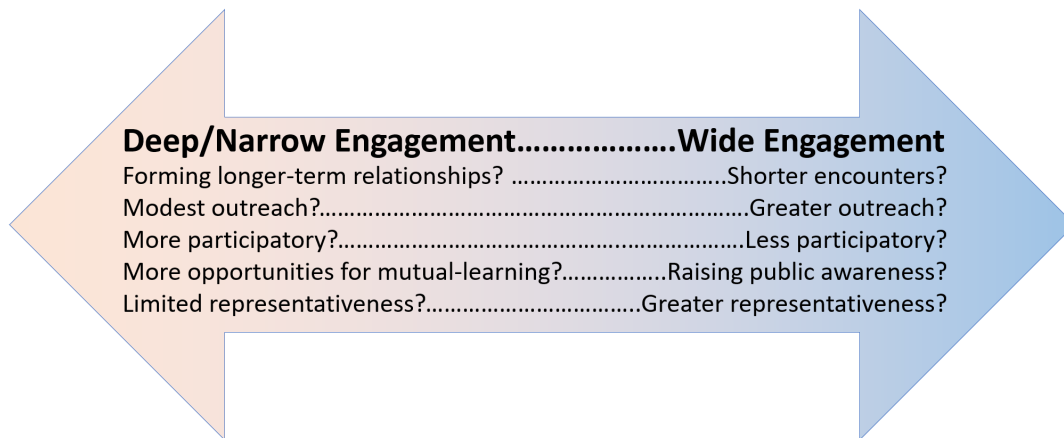 Deep/Narrow Engagement……………….Wide Engagement
Forming longer-term relationships? ……………………………..Shorter encounters?
Modest outreach?……………………………………………………….Greater outreach?
More participatory?…………………………………………………….Less participatory?
More opportunities for mutual-learning?……………..Raising public awareness?
Limited representativeness?…………………………..Greater representativeness?